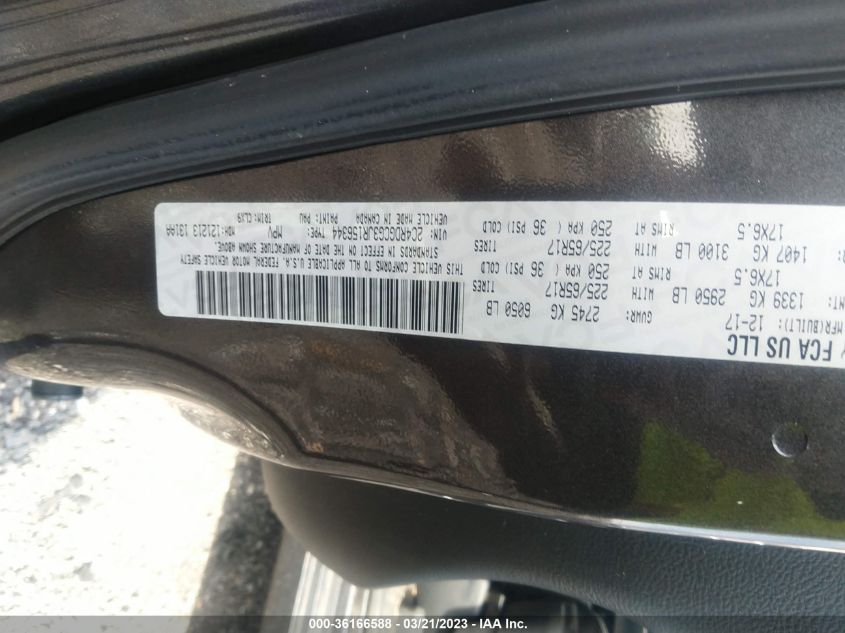 FCA US LLC
MFR(BUILT): 12-17 GVWR: 2745 KG 6050 LB
1339 KG 2950 LB WITH 225/65R17 TIRES
17X6.5 RIMS AT 250 KPA ( 36 PSI) COLD
1407 KG 3100 LB WITH 225/65R17 TIRES
17X6.5 RIMS AT 250 KPA ( 36 PSI) COLD
THIS VEHICLE CONFORMS TO ALL APPLICABLE U.S.A. FEDERAL MOTOR VEHICLE SAFETY
STANDARDS IN EFFECT ON THE DATE OF MANUFACTURE SHOWN ABOVE.
VIN: 2C4RDGCG3JR156344 TYPE: MPV MDH:121213 131AA
VEHICLE MADE IN CANADA PAINT: PAU TRIM: CLX9
000-36166588 — 03/21/2023 — IAA Inc.